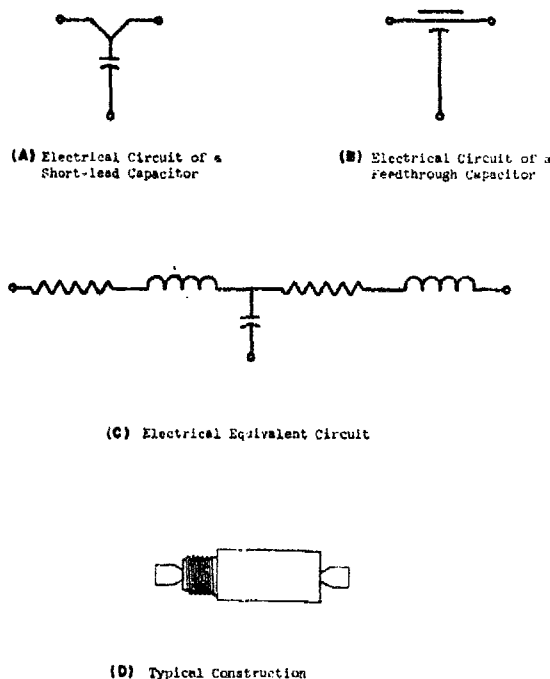 (A) Electrical Circuit of a
Short-lead Capacitor
(B) Electrical Circuit of a
Feedthrough Capacitor
(C) Electrical Equivalent Circuit
(D) Typical Construction